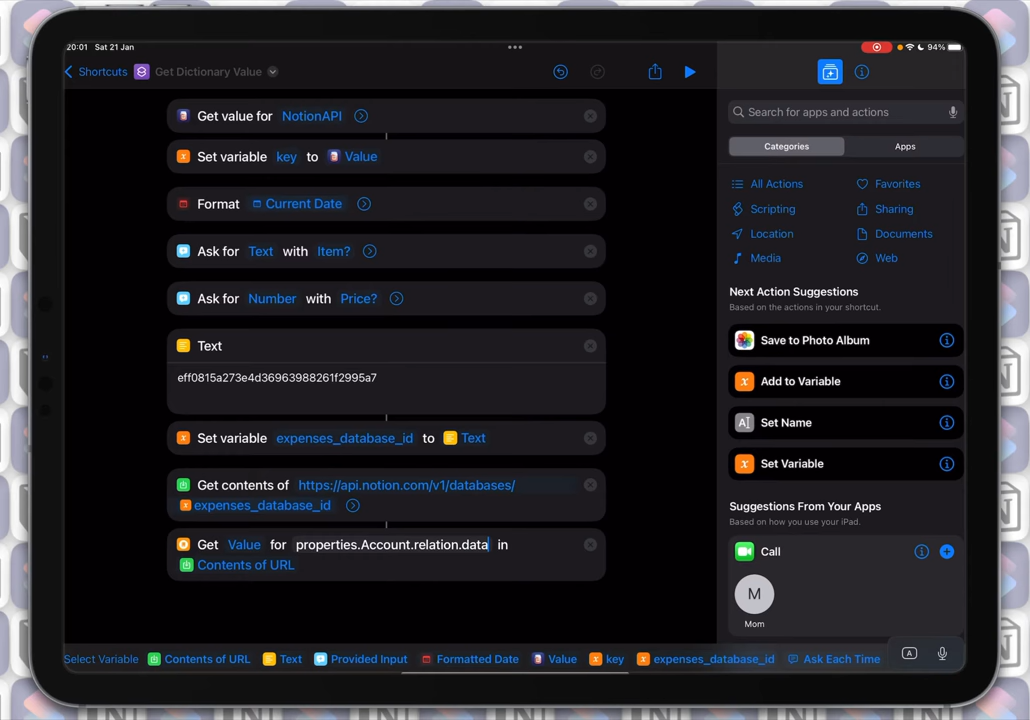 20:01 Sat 21 Jan
94%
Shortcuts Get Dictionary Value
Get value for NotionAPI
Set variable key to Value
Format Current Date
Ask for Text with Item?
Ask for Number with Price?
Text
eff0815a273e4d36963988261f2995a7
Set variable expenses_database_id to Text
Get contents of https://api.notion.com/v1/databases/
expenses_database_id
Get Value for properties.Account.relation.data in
Contents of URL
Search for apps and actions
Categories Apps
All Actions Favorites
Scripting Sharing
Location Documents
Media Web
Next Action Suggestions
Based on the actions in your shortcut.
Save to Photo Album
Add to Variable
Set Name
Set Variable
Suggestions From Your Apps
Based on how you use your iPad.
Call
M
Mom
Select Variable Contents of URL Text Provided Input Formatted Date Value key expenses_database_id Ask Each Time
A